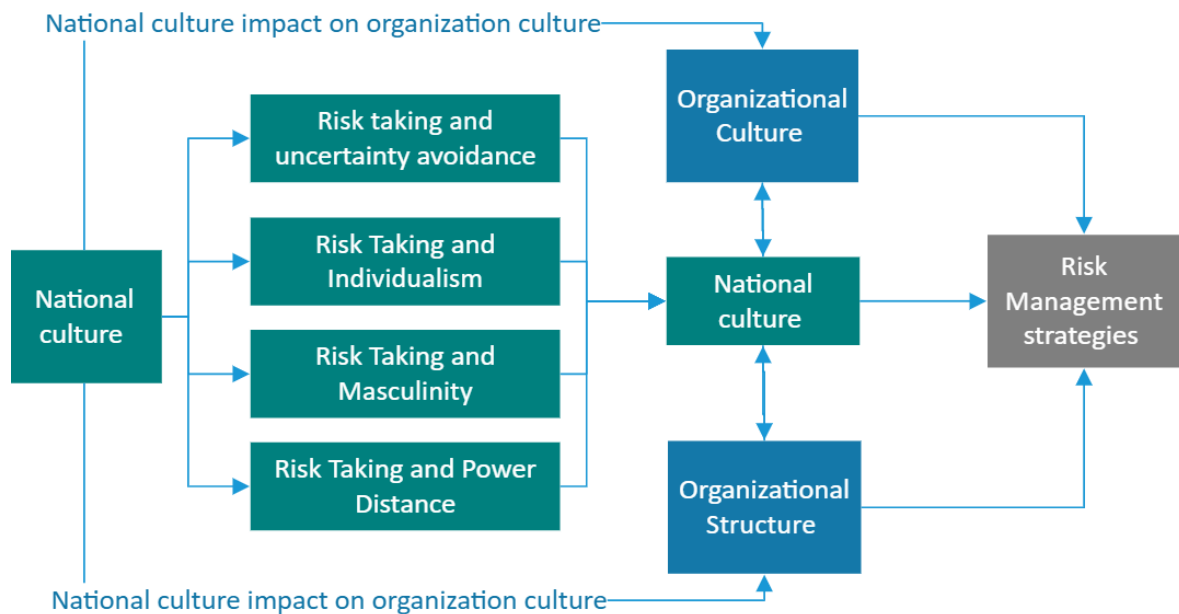 National culture impact on organization culture
Organizational
Culture
Risk taking and
uncertainty avoidance
Risk Taking and
Individualism
National
culture
National
culture
Risk
Management
strategies
Risk Taking and
Masculinity
Risk Taking and Power
Distance
Organizational
Structure
National culture impact on organization culture